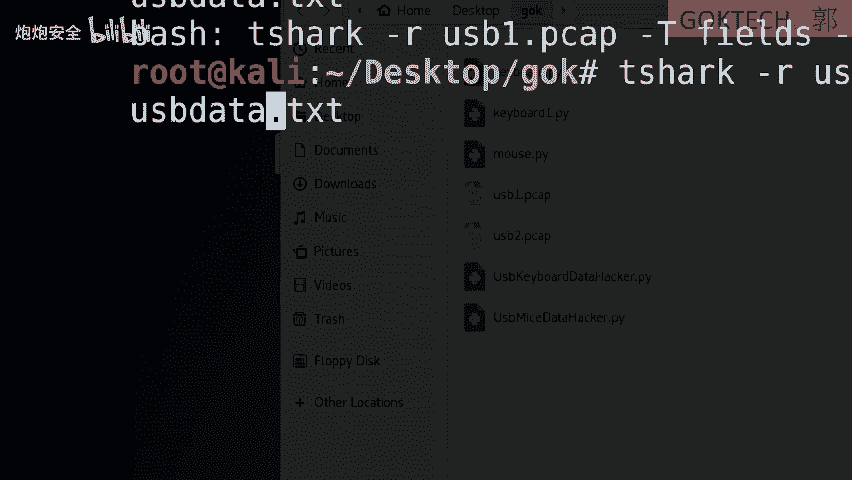 usbdata.txt
炮炮安全 bilibili
bash: tshark -r usb1.pcap -T fields -
GOKTECH 郭
root@kali:~/Desktop/gok# tshark -r us
usbdata.txt
Home
Desktop
gok
Recent
Desktop
Documents
Downloads
Music
Pictures
Videos
Trash
Floppy Disk
+ Other Locations
keyboard1.py
mouse.py
usb1.pcap
usb2.pcap
UsbKeyboardDataHacker.py
UsbMiceDataHacker.py